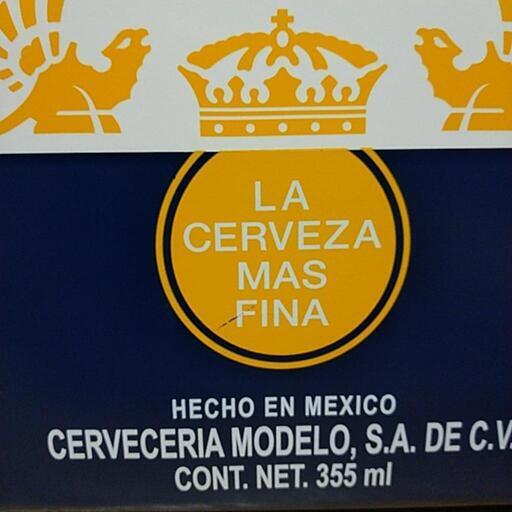 LA
CERVEZA
MAS
FINA
HECHO EN MEXICO
CERVECERIA MODELO, S.A. DE C.V.
CONT. NET. 355 ml